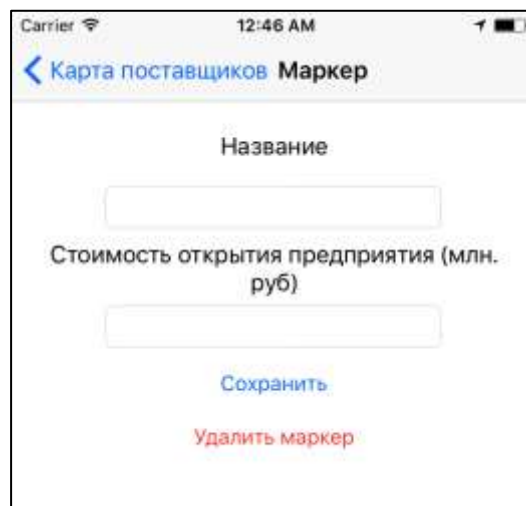 Carrier 12:46 AM
Карта поставщиков Маркер
Название
Стоимость открытия предприятия (млн.
руб)
Сохранить
Удалить маркер